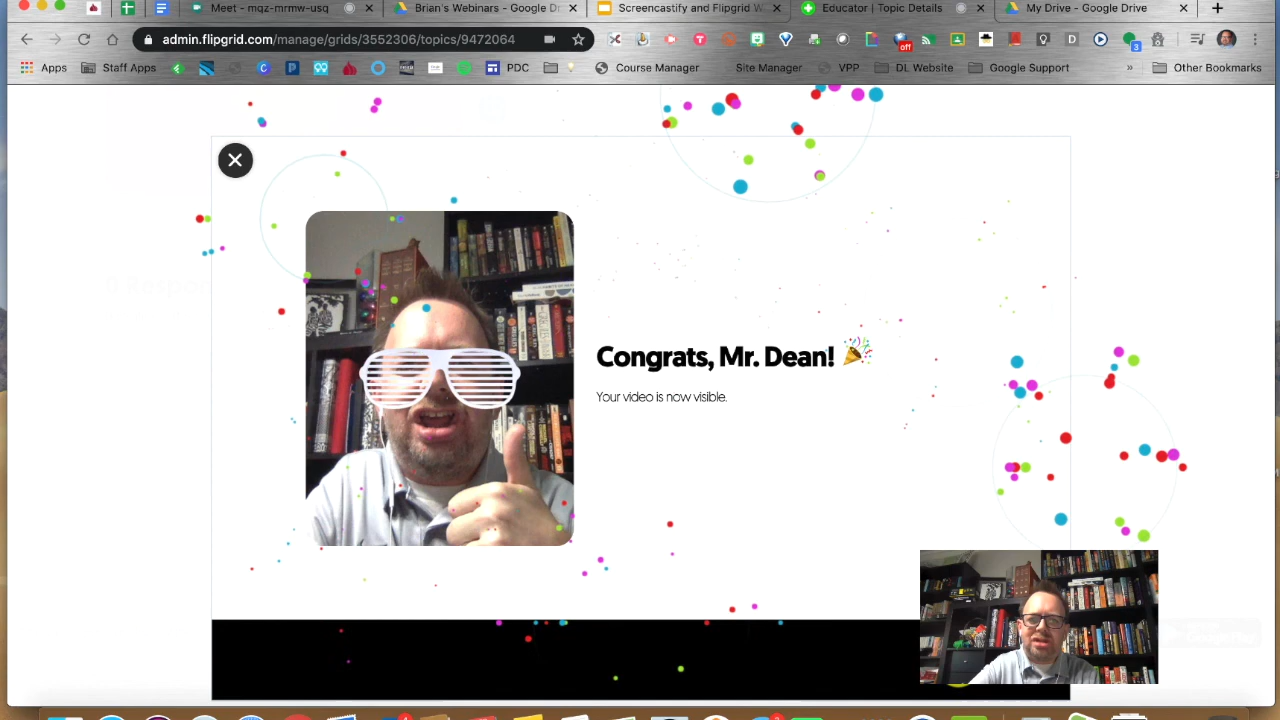 Meet - mqz-mrmw-usq
Brian's Webinars - Google Dr
Screencastify and Flipgrid W
Educator | Topic Details
My Drive - Google Drive
admin.flipgrid.com/manage/grids/3552306/topics/9472064
off
3
Apps
Staff Apps
PDC
Course Manager
Site Manager
VPP
DL Website
Google Support
»
Other Bookmarks
Congrats, Mr. Dean!
Your video is now visible.